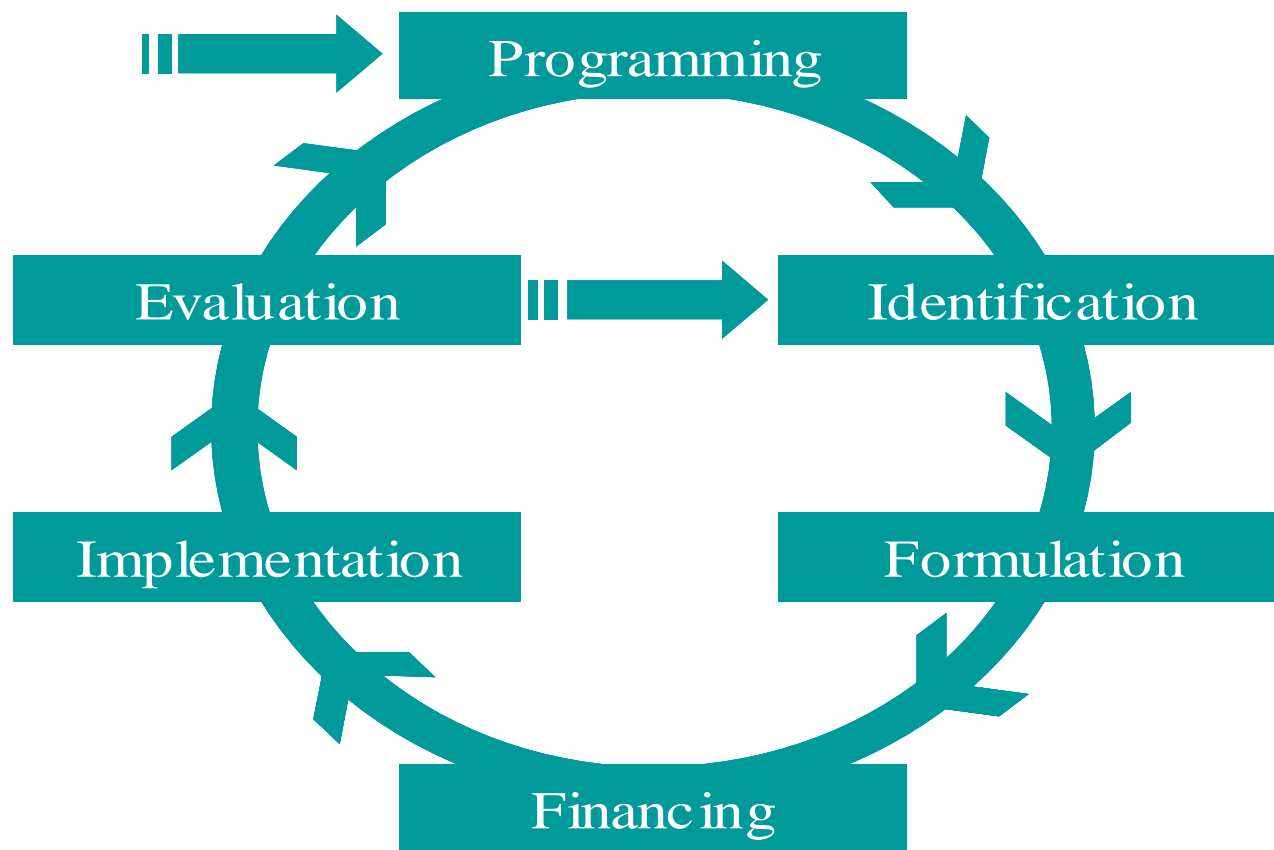 Programming
Evaluation
Identification
Implementation
Formulation
Financing